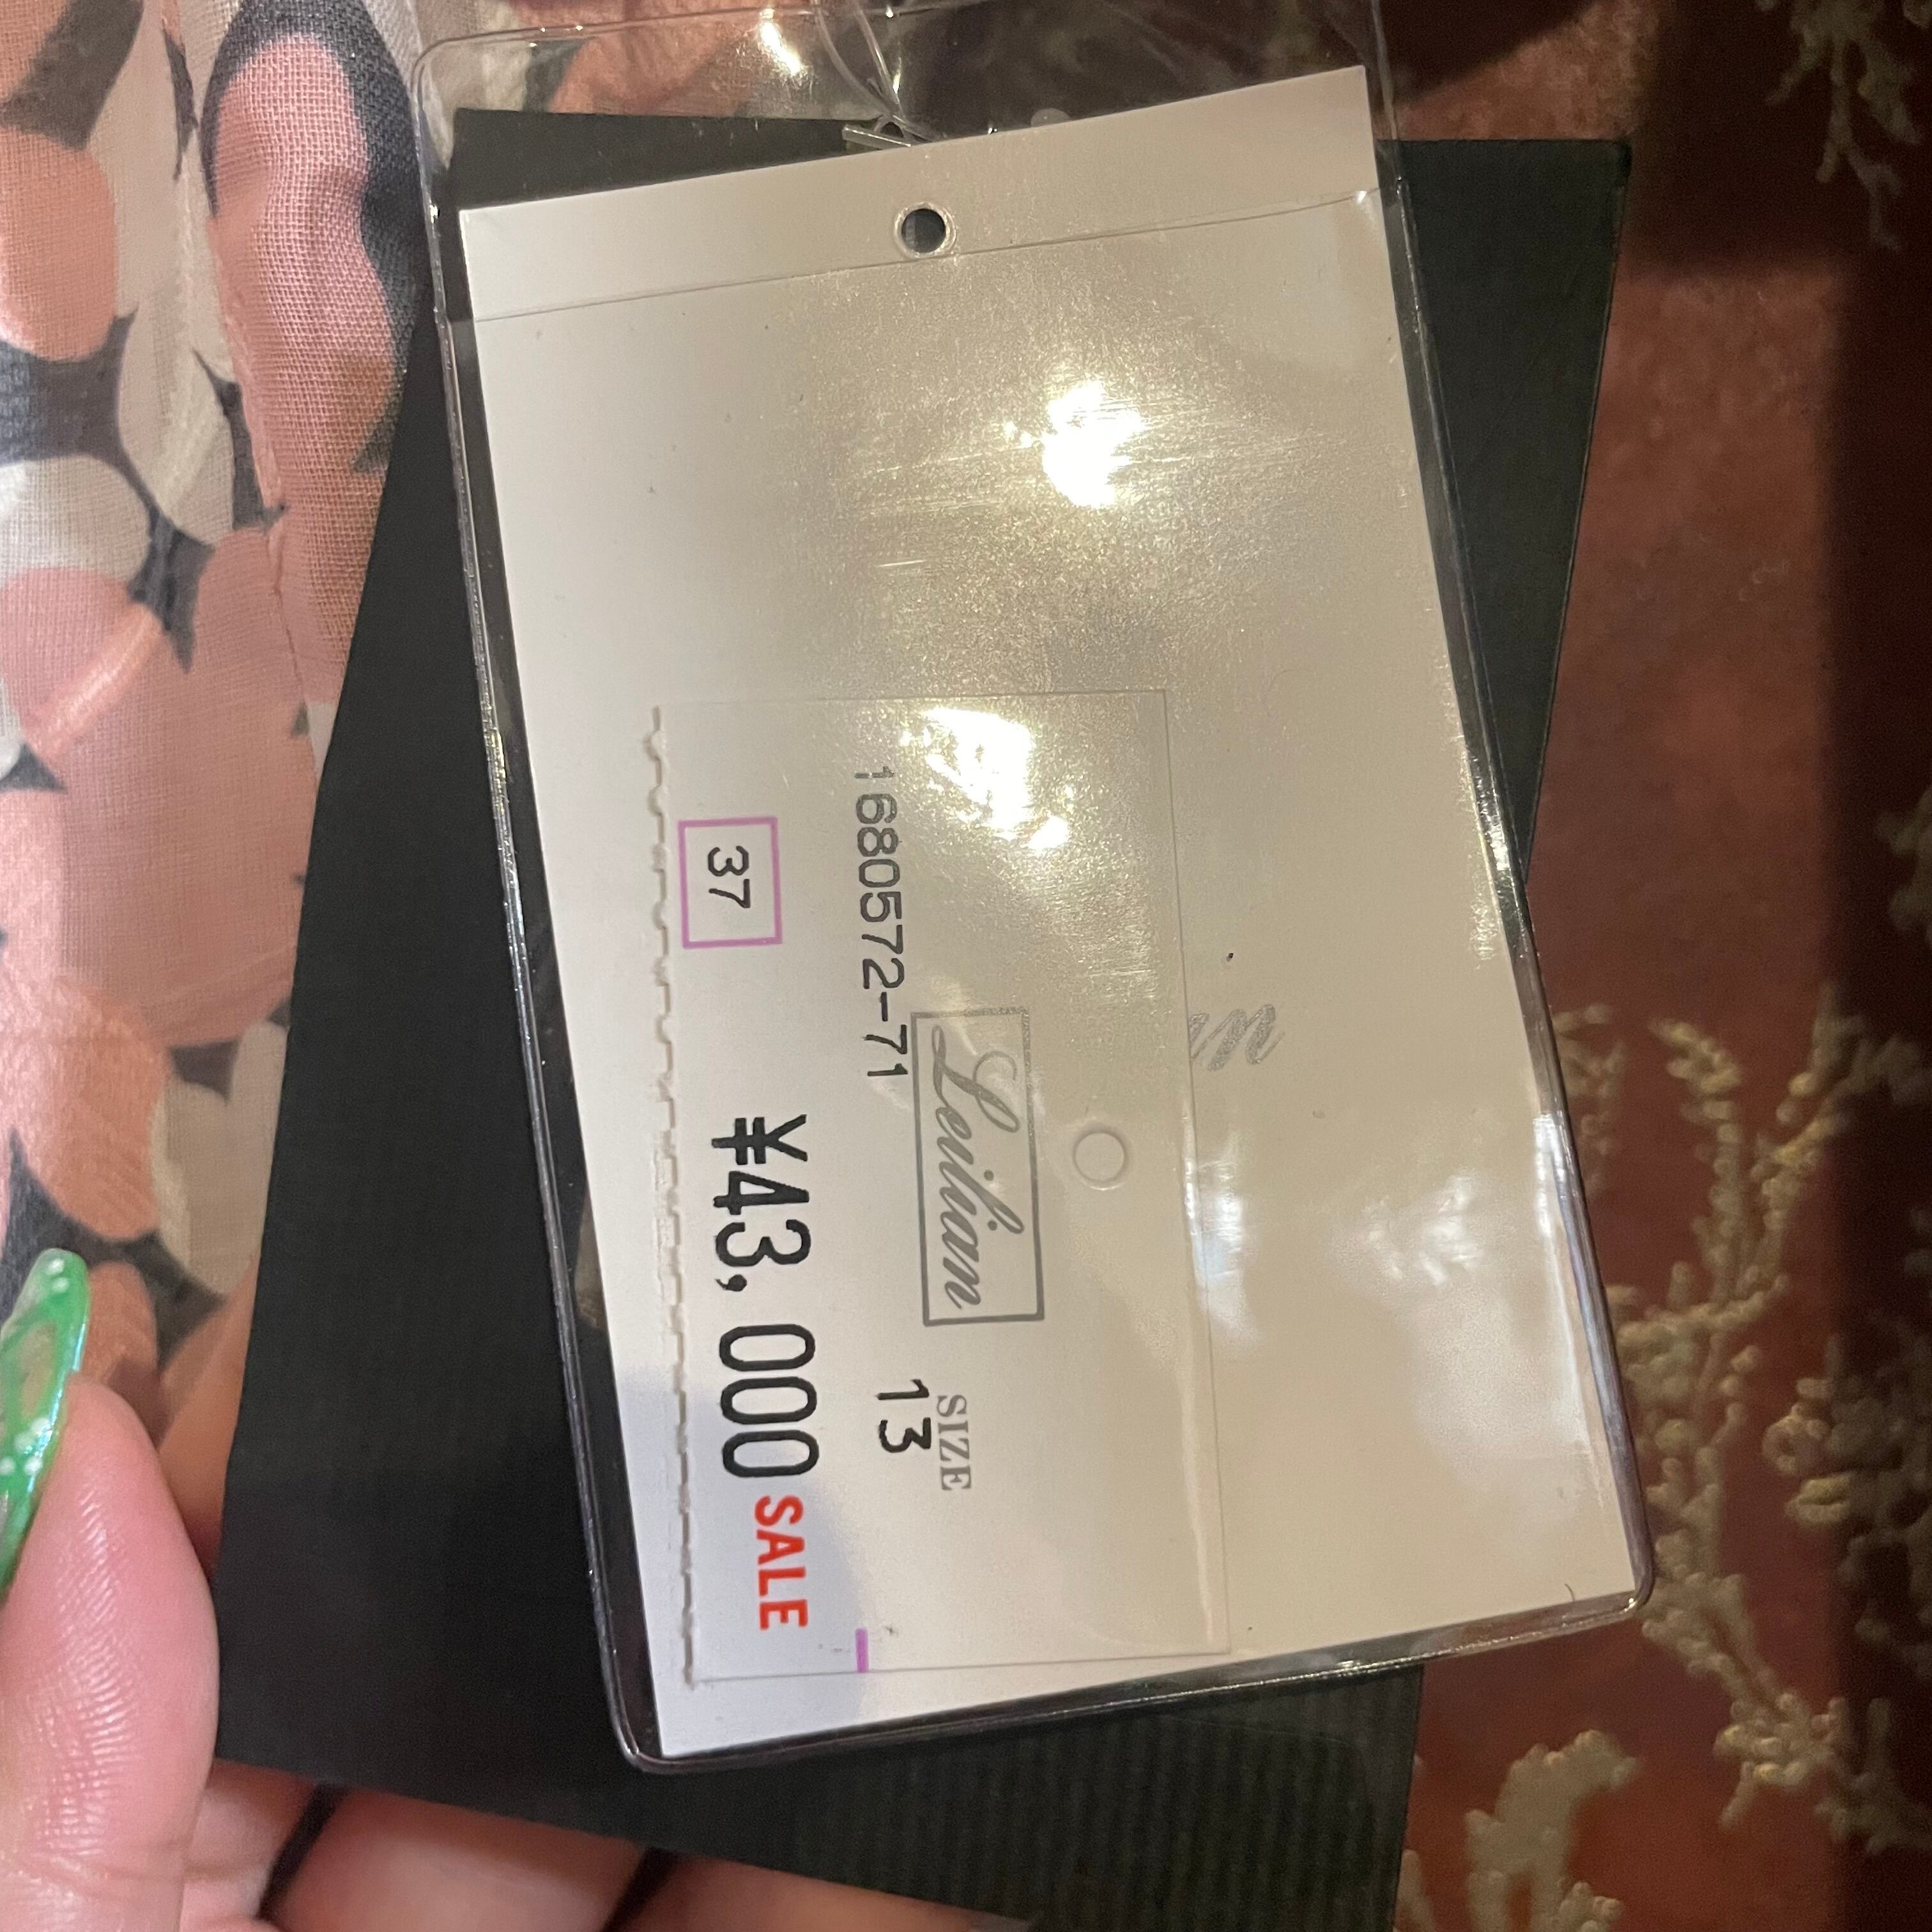 Leilian
SIZE
1680572-71
13
37
¥43,000 SALE